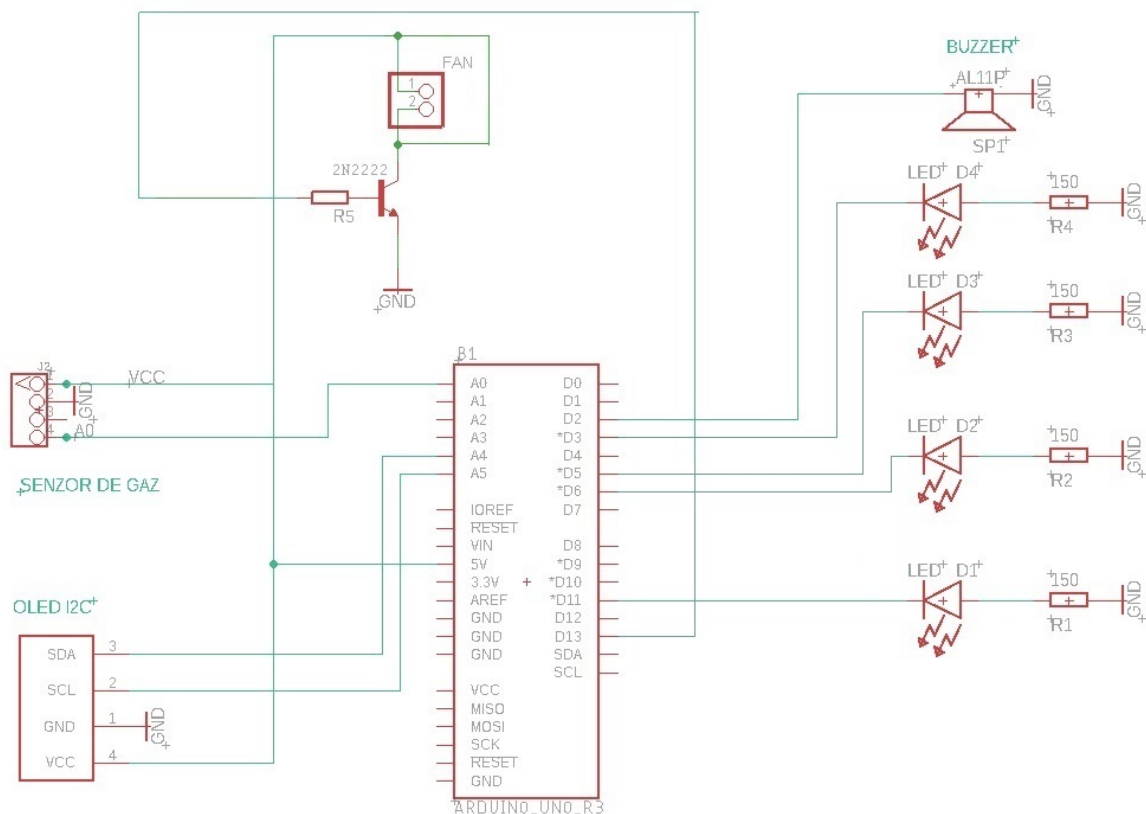 BUZZER
AL11P
GND
SP1
FAN
1
2
2N2222
R5
GND
LED D4
150
R4
GND
LED D3
150
R3
GND
LED D2
150
R2
GND
LED D1
150
R1
GND
J2
1
2
3
4
VCC
GND
A0
SENZOR DE GAZ
OLED I2C
SDA 3
SCL 2
GND 1
GND
VCC 4
B1
A0 D0
A1 D1
A2 D2
A3 *D3
A4 D4
A5 *D5
*D6
IOREF D7
RESET
VIN D8
5V *D9
3.3V *D10
AREF *D11
GND D12
GND D13
GND SDA
SCL
VCC
MISO
MOSI
SCK
RESET
GND
ARDUINO_UNO_R3